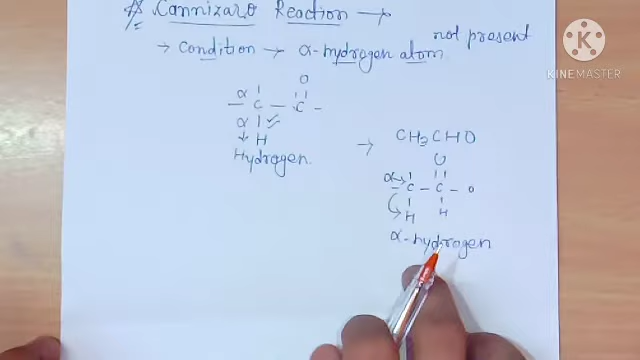 Cannizaro Reaction →
→ Condition → α-hydrogen atom not present
O
α
— C — C —
α
H
Hydrogen.
→ CH3CHO
O
α
- C - C - o
H H
α-hydrogen
KINEMASTER